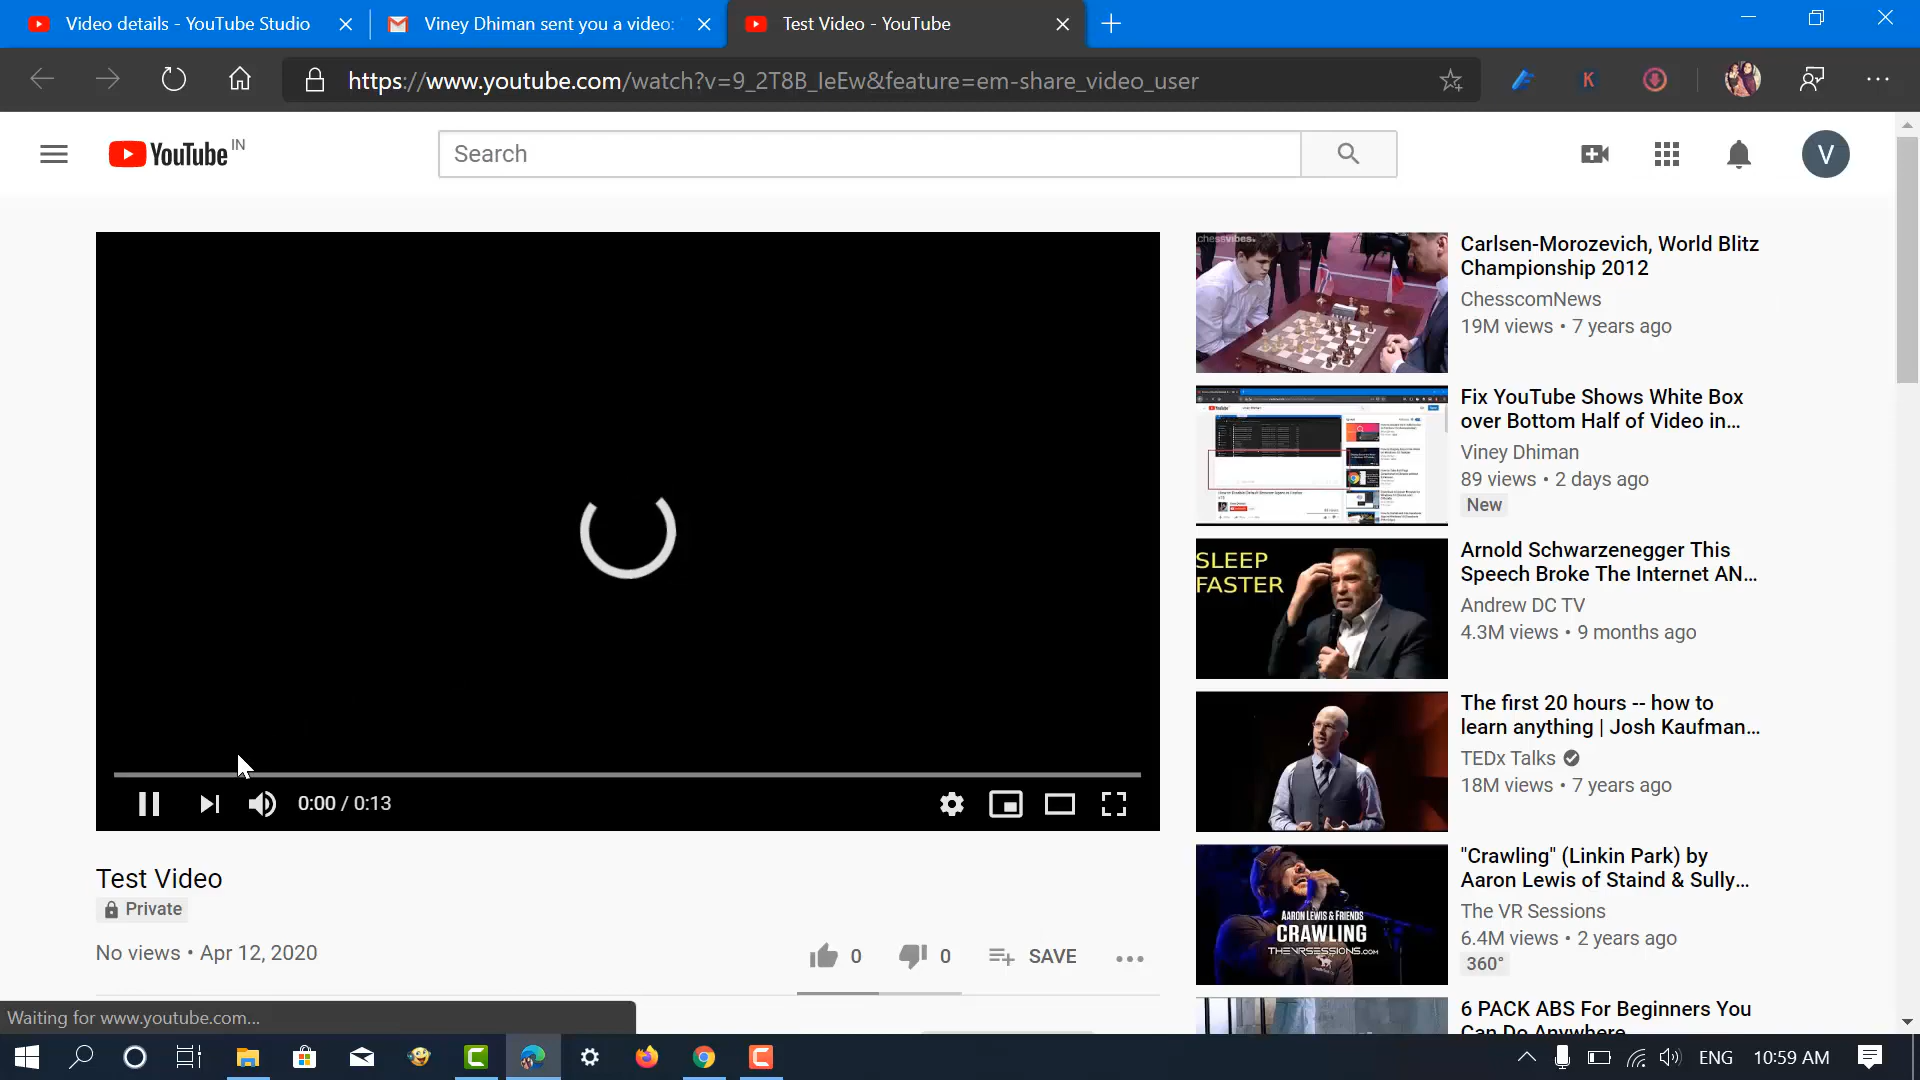 Video details - YouTube Studio
Viney Dhiman sent you a video:
Test Video - YouTube
https://www.youtube.com/watch?v=9_2T8B_IeEw&feature=em-share_video_user
K
YouTube IN
Search
V
chessvibes.
Carlsen-Morozevich, World Blitz
Championship 2012
ChesscomNews
19M views • 7 years ago
Fix YouTube Shows White Box
over Bottom Half of Video in...
Viney Dhiman
89 views • 2 days ago
New
SLEEP
FASTER
Arnold Schwarzenegger This
Speech Broke The Internet AN...
Andrew DC TV
4.3M views • 9 months ago
The first 20 hours -- how to
learn anything | Josh Kaufman...
TEDx Talks
18M views • 7 years ago
AARON LEWIS & FRIENDS
CRAWLING
THEVRSESSIONS.COM
"Crawling" (Linkin Park) by
Aaron Lewis of Staind & Sully...
The VR Sessions
6.4M views • 2 years ago
360°
6 PACK ABS For Beginners You
Can Do Anywhere
0:00 / 0:13
Test Video
Private
No views • Apr 12, 2020
0
0
SAVE
Waiting for www.youtube.com...
ENG
10:59 AM